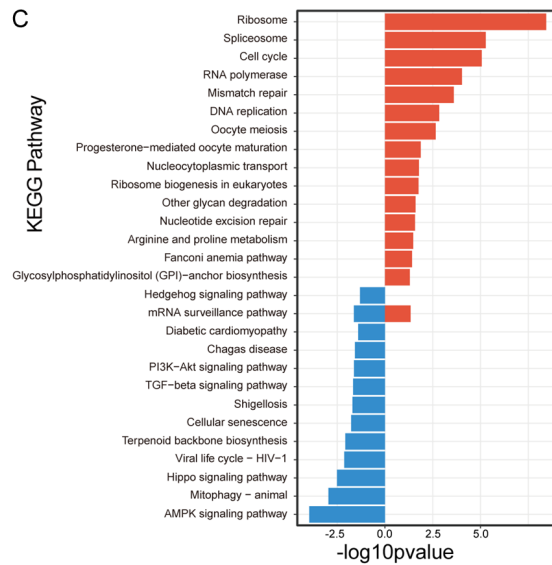 C
KEGG Pathway
Ribosome
Spliceosome
Cell cycle
RNA polymerase
Mismatch repair
DNA replication
Oocyte meiosis
Progesterone−mediated oocyte maturation
Nucleocytoplasmic transport
Ribosome biogenesis in eukaryotes
Other glycan degradation
Nucleotide excision repair
Arginine and proline metabolism
Fanconi anemia pathway
Glycosylphosphatidylinositol (GPI)−anchor biosynthesis
Hedgehog signaling pathway
mRNA surveillance pathway
Diabetic cardiomyopathy
Chagas disease
PI3K−Akt signaling pathway
TGF−beta signaling pathway
Shigellosis
Cellular senescence
Terpenoid backbone biosynthesis
Viral life cycle − HIV−1
Hippo signaling pathway
Mitophagy − animal
AMPK signaling pathway
-2.5 0.0 2.5 5.0
-log10pvalue